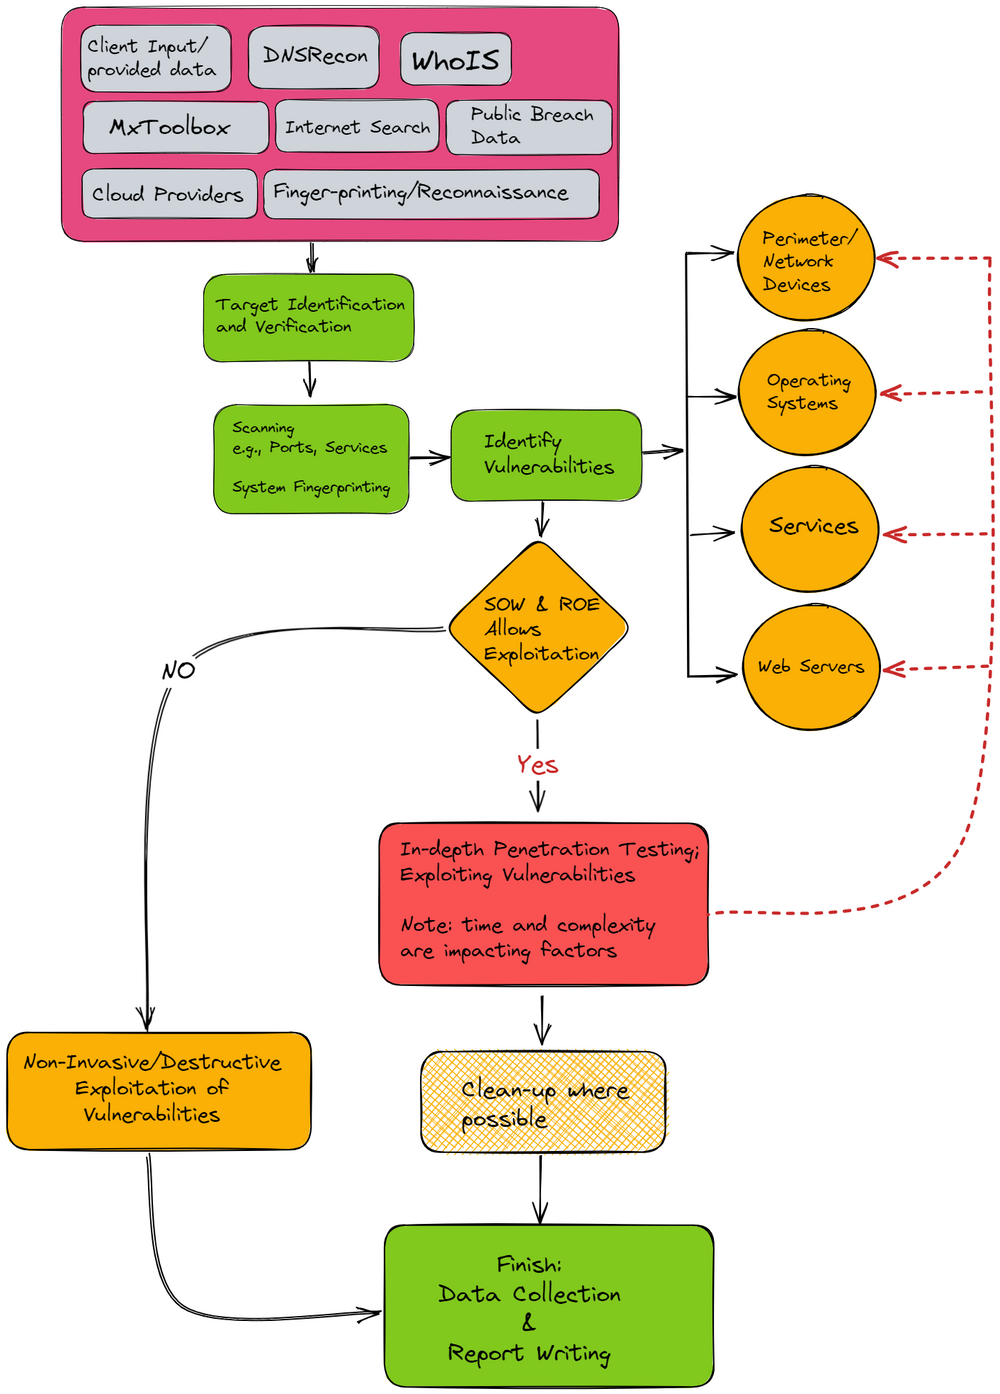 Client Input/
provided data
DNSRecon
WhoIS
MxToolbox
Internet Search
Public Breach
Data
Cloud Providers
Finger-printing/Reconnaissance
Target Identification
and Verification
Scanning
e.g., Ports, Services
System Fingerprinting
Identify
Vulnerabilities
Perimeter/
Network
Devices
Operating
Systems
Services
Web Servers
SOW & ROE
Allows
Exploitation
NO
Yes
In-depth Penetration Testing;
Exploiting Vulnerabilities
Note: time and complexity
are impacting factors
Non-Invasive/Destructive
Exploitation of
Vulnerabilities
Clean-up where
possible
Finish:
Data Collection
&
Report Writing